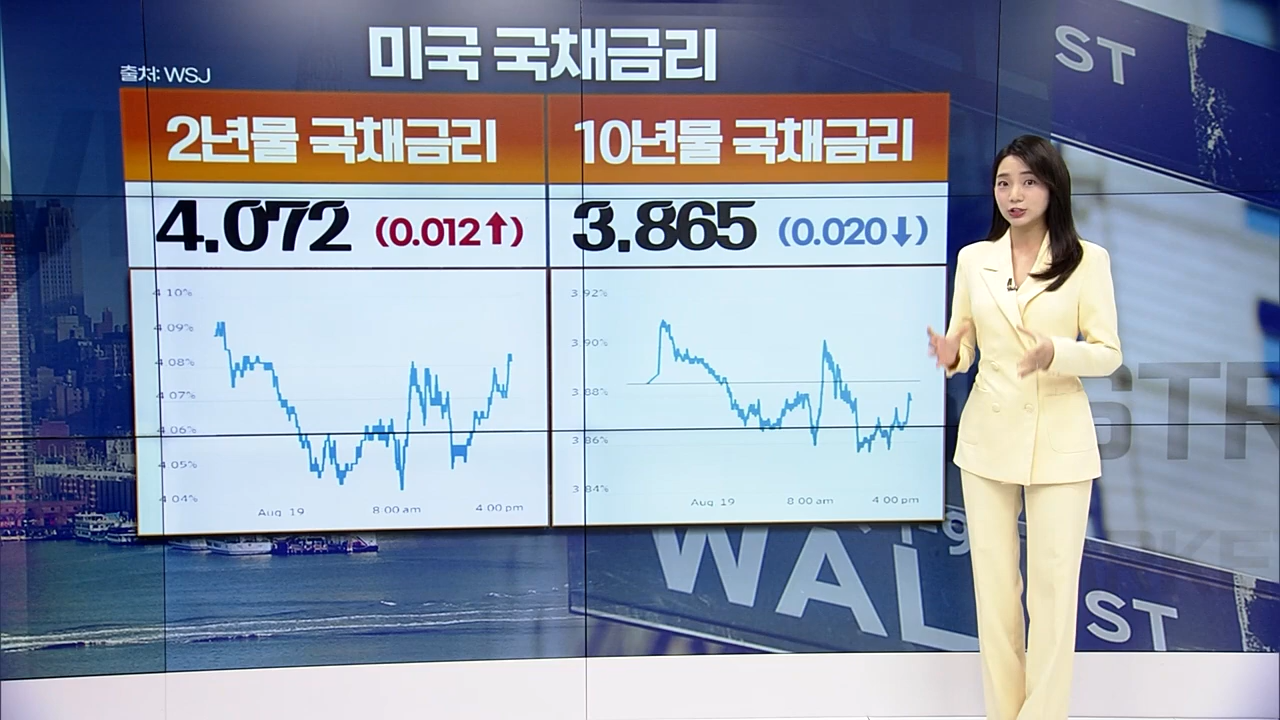 미국 국채금리
출처: WSJ
2년물 국채금리
10년물 국채금리
4.072 (0.012↑)
3.865 (0.020↓)
4.10%
4.09%
4.08%
4.07%
4.06%
4.05%
4.04%
Aug 19 8:00 am 4:00 pm
3.92%
3.90%
3.88%
3.86%
3.84%
Aug 19 8:00 am 4:00 pm
ST
STR
WALL
ST